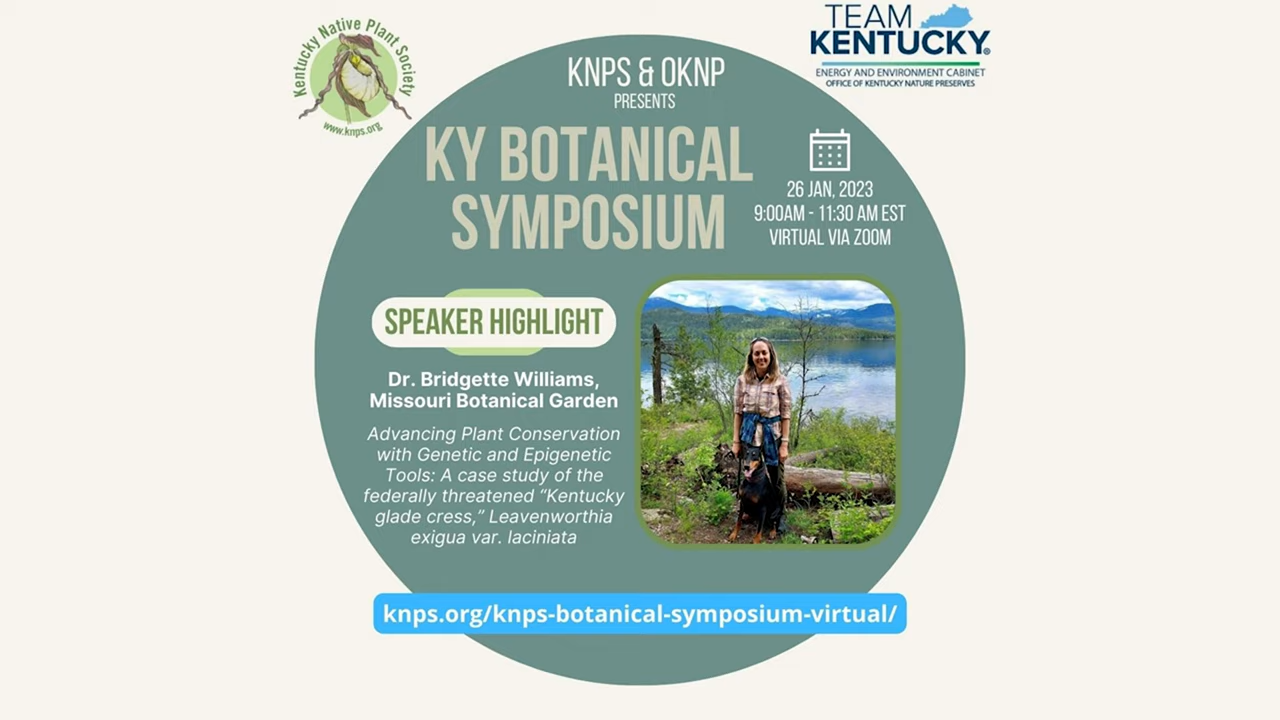 Kentucky Native Plant Society
www.knps.org
TEAM
KENTUCKY®
ENERGY AND ENVIRONMENT CABINET
OFFICE OF KENTUCKY NATURE PRESERVES
KNPS & OKNP
PRESENTS
KY BOTANICAL
SYMPOSIUM
26 JAN, 2023
9:00AM - 11:30 AM EST
VIRTUAL VIA ZOOM
SPEAKER HIGHLIGHT
Dr. Bridgette Williams,
Missouri Botanical Garden
Advancing Plant Conservation
with Genetic and Epigenetic
Tools: A case study of the
federally threatened “Kentucky
glade cress,” Leavenworthia
exigua var. laciniata
knps.org/knps-botanical-symposium-virtual/